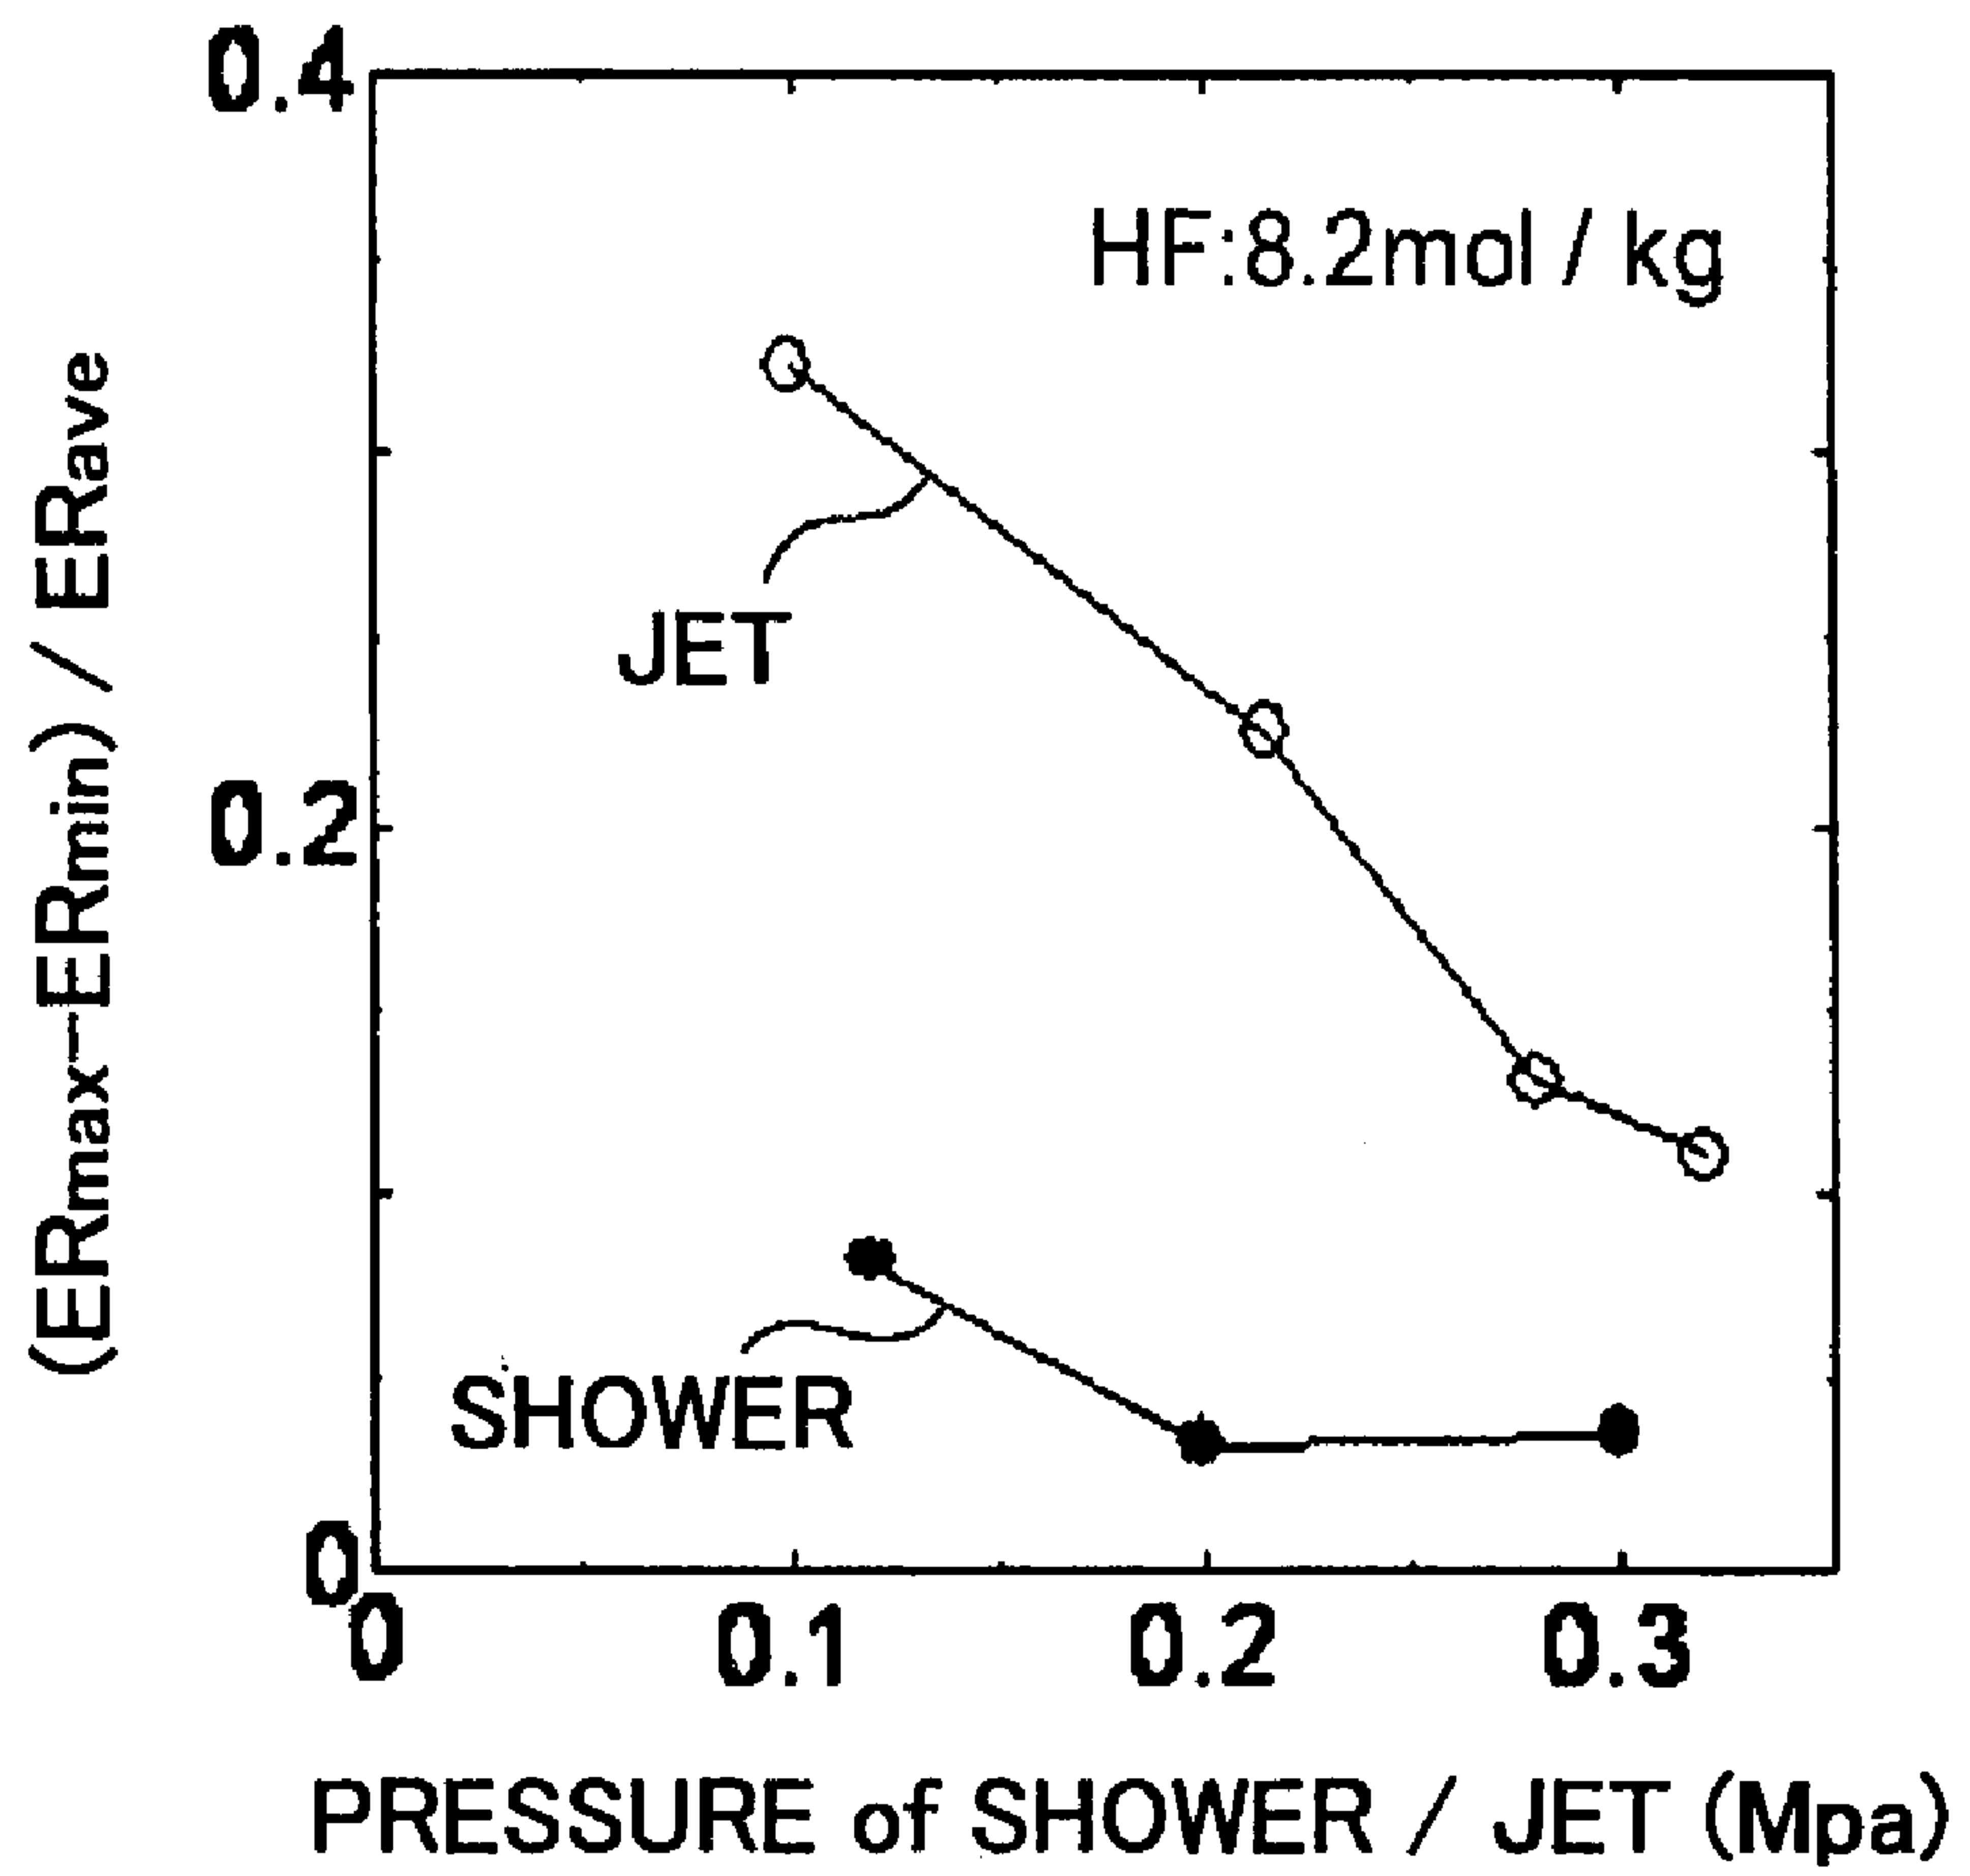 0.4
HF:8.2mol / kg
JET
0.2
(ERmax-ERmin) / ERave
SHOWER
0
0 0.1 0.2 0.3
PRESSURE of SHOWER / JET (Mpa)